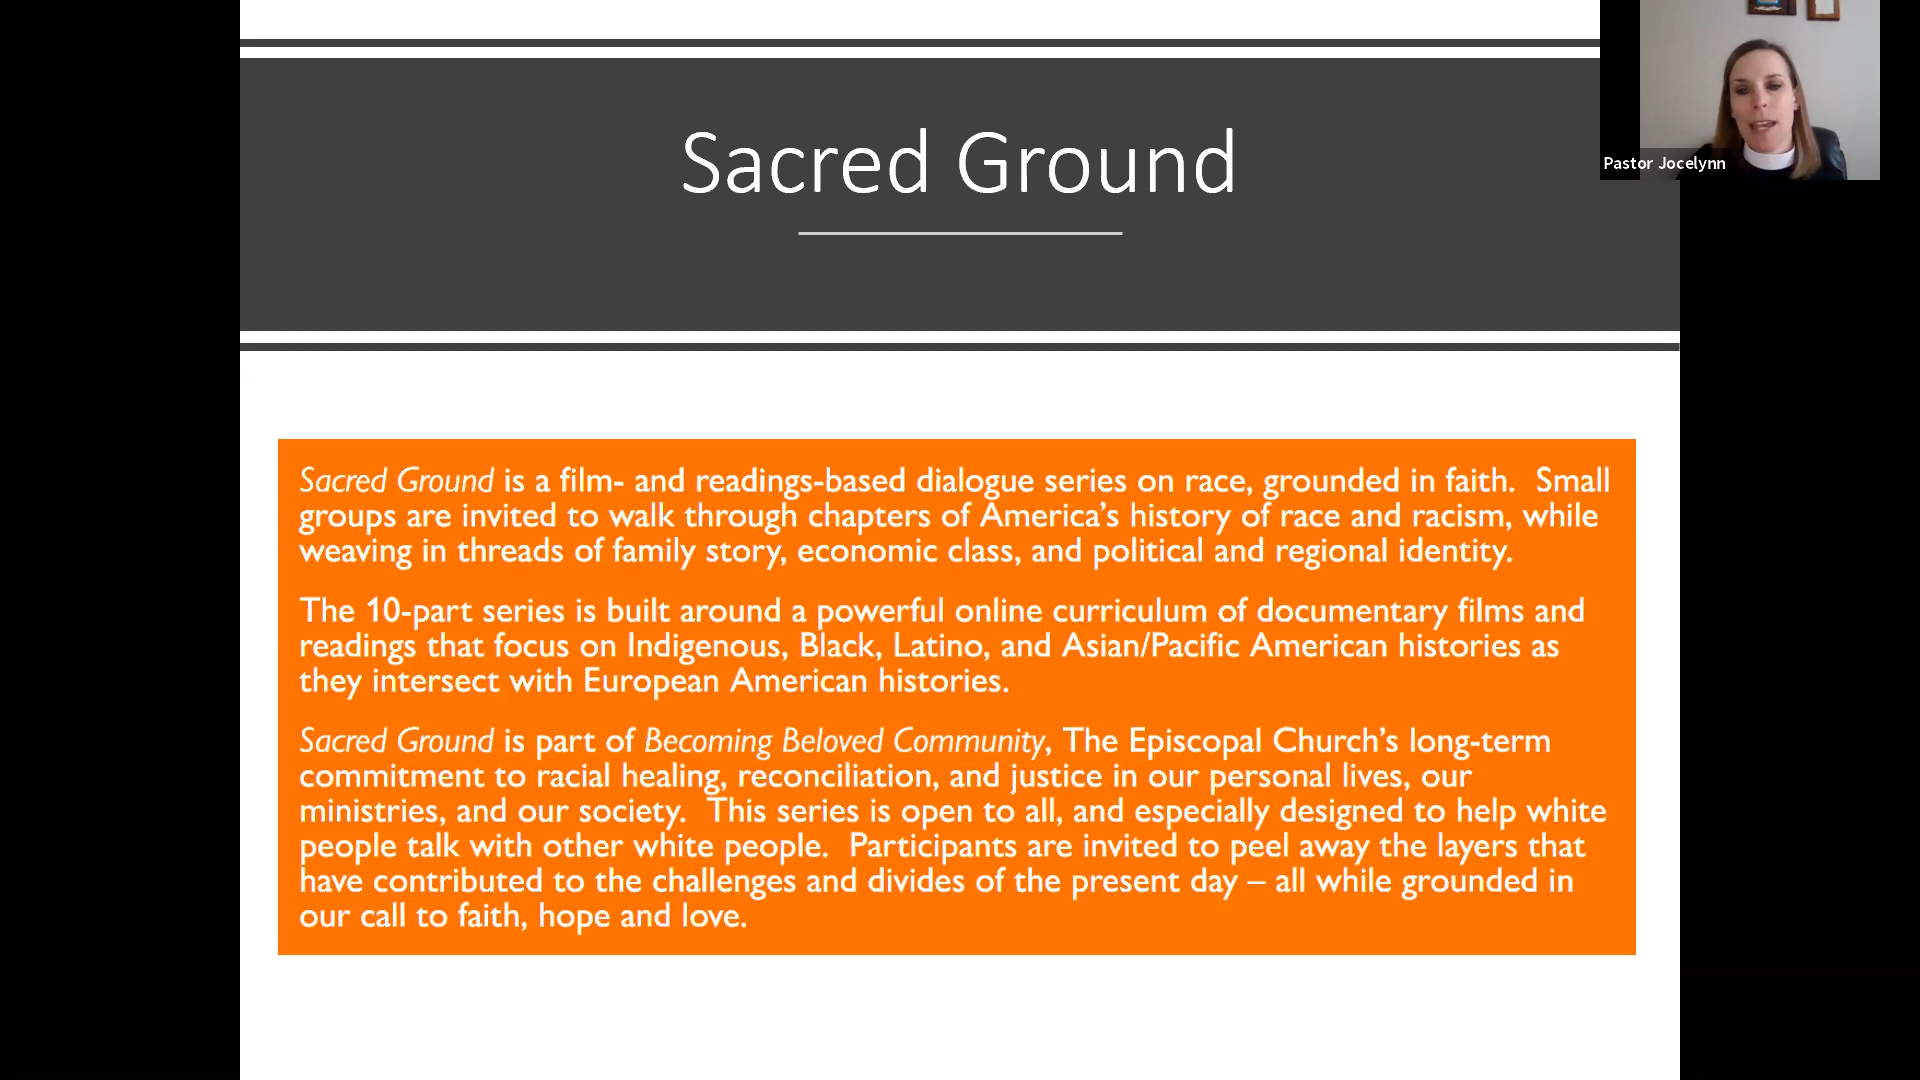 Sacred Ground
Pastor Jocelynn
Sacred Ground is a film- and readings-based dialogue series on race, grounded in faith.  Small
groups are invited to walk through chapters of America’s history of race and racism, while
weaving in threads of family story, economic class, and political and regional identity.
The 10-part series is built around a powerful online curriculum of documentary films and
readings that focus on Indigenous, Black, Latino, and Asian/Pacific American histories as
they intersect with European American histories.
Sacred Ground is part of Becoming Beloved Community, The Episcopal Church’s long-term
commitment to racial healing, reconciliation, and justice in our personal lives, our
ministries, and our society.  This series is open to all, and especially designed to help white
people talk with other white people.  Participants are invited to peel away the layers that
have contributed to the challenges and divides of the present day – all while grounded in
our call to faith, hope and love.